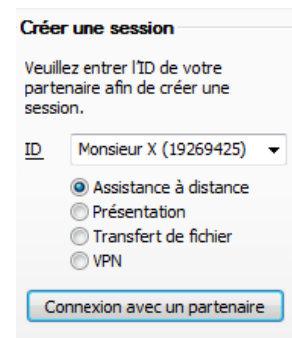 Créer une session
Veuillez entrer l'ID de votre
partenaire afin de créer une
session.
ID Monsieur X (19269425)
Assistance à distance
Présentation
Transfert de fichier
VPN
Connexion avec un partenaire